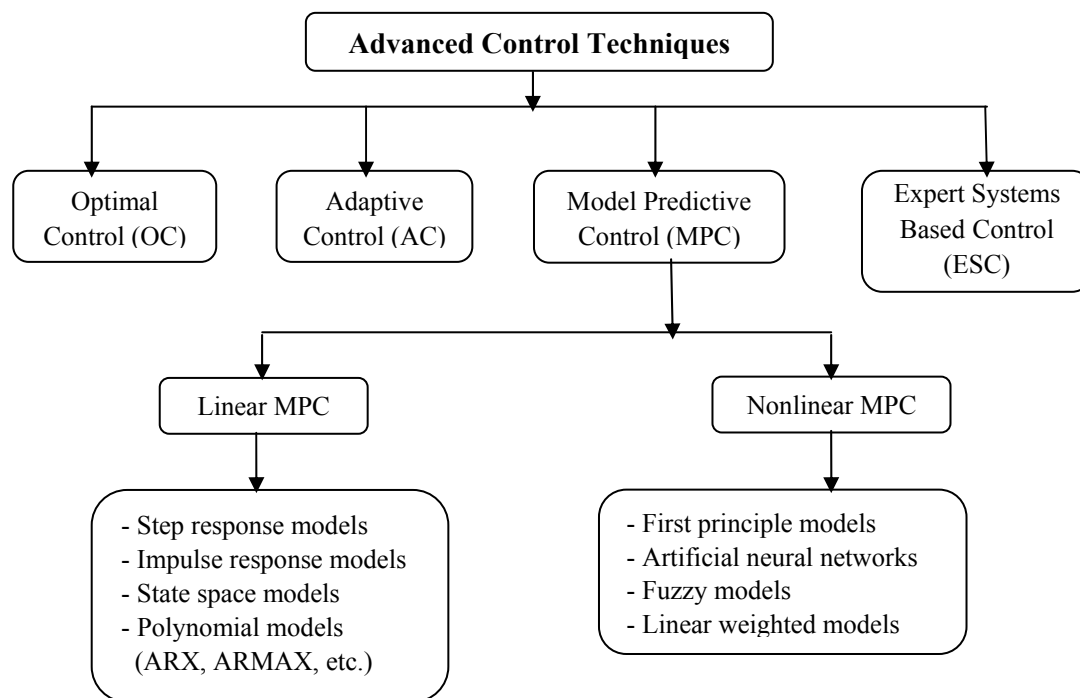 Advanced Control Techniques
Optimal
Control (OC)
Adaptive
Control (AC)
Model Predictive
Control (MPC)
Expert Systems
Based Control
(ESC)
Linear MPC
Nonlinear MPC
- Step response models
- Impulse response models
- State space models
- Polynomial models
(ARX, ARMAX, etc.)
- First principle models
- Artificial neural networks
- Fuzzy models
- Linear weighted models